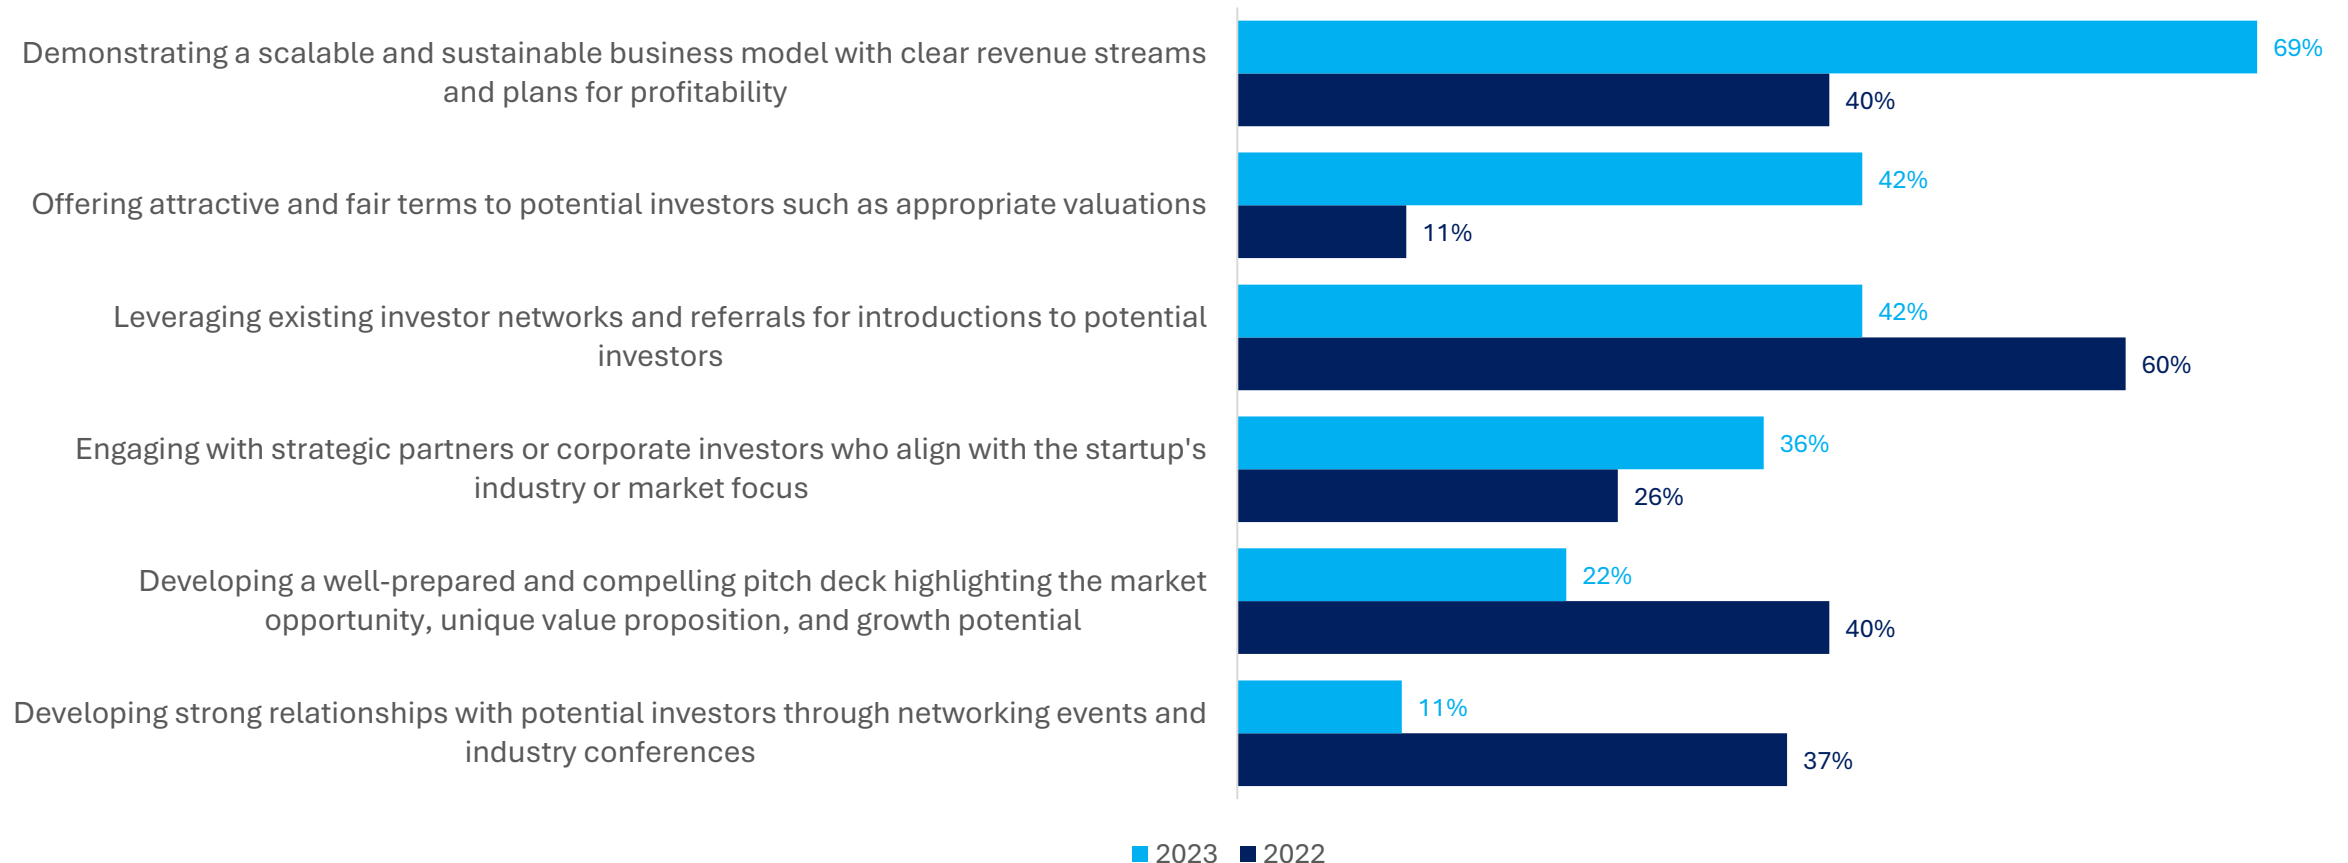 Demonstrating a scalable and sustainable business model with clear revenue streams
and plans for profitability
69%
40%
Offering attractive and fair terms to potential investors such as appropriate valuations
42%
11%
Leveraging existing investor networks and referrals for introductions to potential
investors
42%
60%
Engaging with strategic partners or corporate investors who align with the startup's
industry or market focus
36%
26%
Developing a well-prepared and compelling pitch deck highlighting the market
opportunity, unique value proposition, and growth potential
22%
40%
Developing strong relationships with potential investors through networking events and
industry conferences
11%
37%
2023 2022